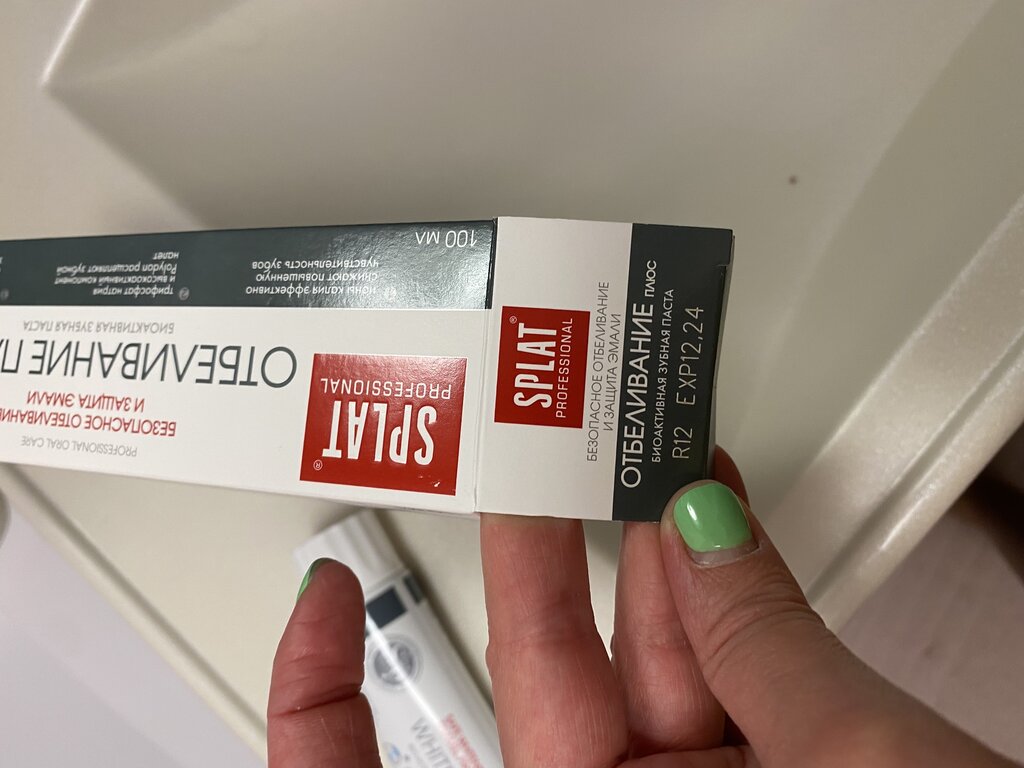 SPLAT®
PROFESSIONAL
БЕЗОПАСНОЕ ОТБЕЛИВАНИЕ
И ЗАЩИТА ЭМАЛИ
ОТБЕЛИВАНИЕ ПЛЮС
БИОАКТИВНАЯ ЗУБНАЯ ПАСТА
R12 EXP12,24
SPLAT®
PROFESSIONAL
PROFESSIONAL ORAL CARE
БЕЗОПАСНОЕ ОТБЕЛИВАНИЕ
И ЗАЩИТА ЭМАЛИ
ОТБЕЛИВАНИЕ
БИОАКТИВНАЯ ЗУБНАЯ ПАСТА
ионы калия эффективно
снижают повышенную
чувствительность зубов
трифосфат натрия
и высокоактивный компонент
Polydon расщепляют зубной
налет
100 МЛ